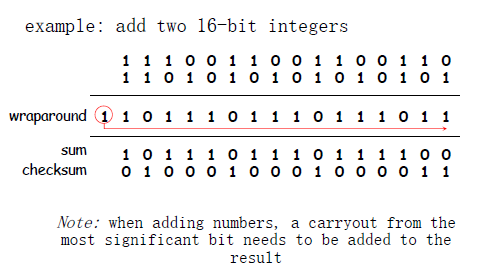 example: add two 16-bit integers
1 1 1 0 0 1 1 0 0 1 1 0 0 1 1 0
1 1 0 1 0 1 0 1 0 1 0 1 0 1 0 1
wraparound 1 1 0 1 1 1 0 1 1 1 0 1 1 1 0 1 1
sum 1 0 1 1 1 0 1 1 1 0 1 1 1 1 0 0
checksum 0 1 0 0 0 1 0 0 0 1 0 0 0 0 1 1
Note: when adding numbers, a carryout from the
most significant bit needs to be added to the
result